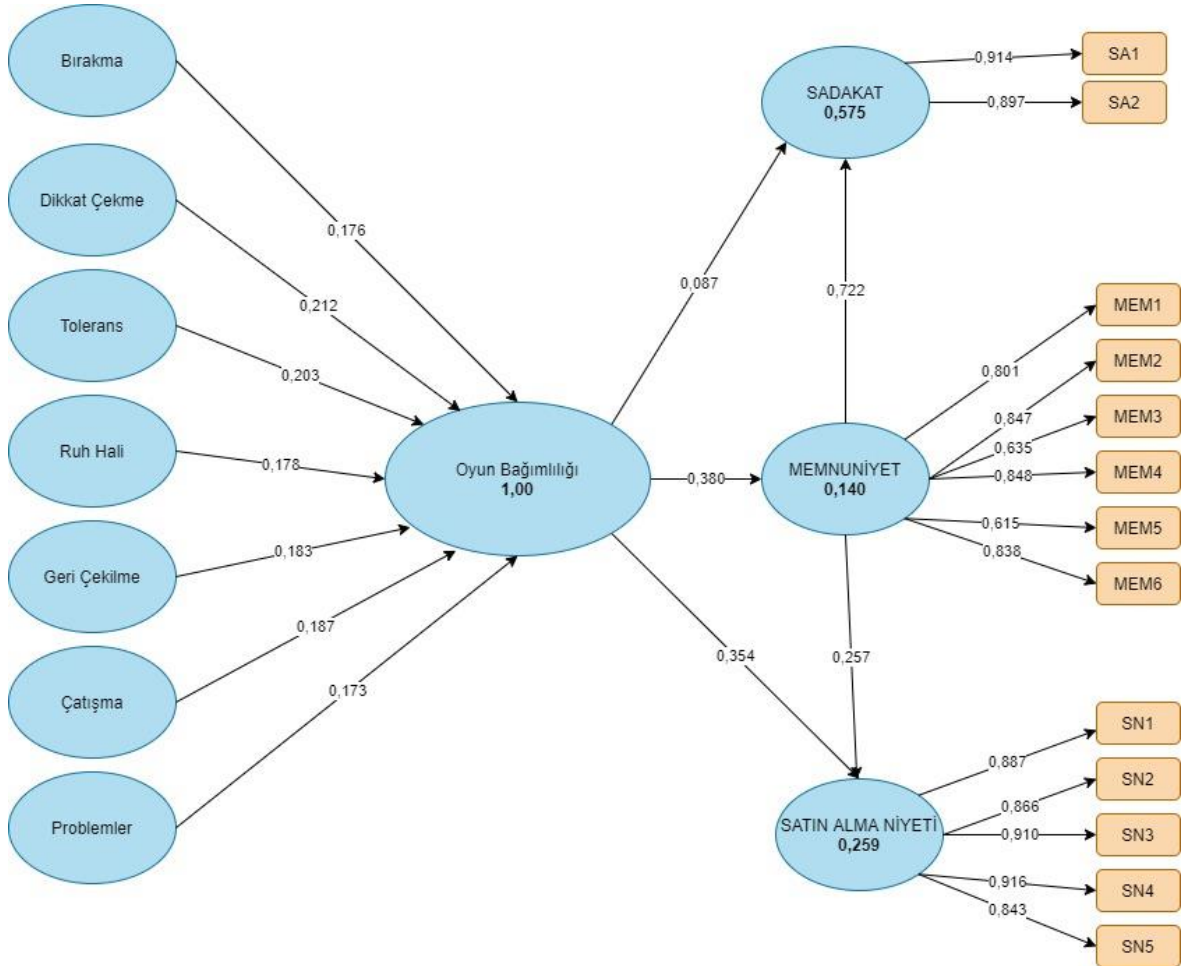 Bırakma
Dikkat Çekme
Tolerans
Ruh Hali
Geri Çekilme
Çatışma
Problemler
0,176
0,212
0,203
0,178
0,183
0,187
0,173
Oyun Bağımlılığı
1,00
0,087
0,380
0,354
SADAKAT
0,575
0,722
MEMNUNİYET
0,140
0,257
SATIN ALMA NİYETİ
0,259
0,914
0,897
SA1
SA2
0,801
0,847
0,635
0,848
0,615
0,838
MEM1
MEM2
MEM3
MEM4
MEM5
MEM6
0,887
0,866
0,910
0,916
0,843
SN1
SN2
SN3
SN4
SN5